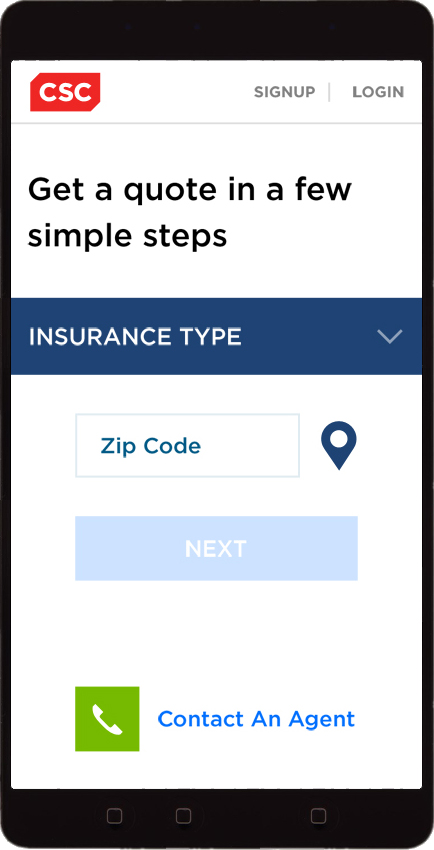 CSC
SIGNUP | LOGIN
Get a quote in a few
simple steps
INSURANCE TYPE
Zip Code
NEXT
Contact An Agent